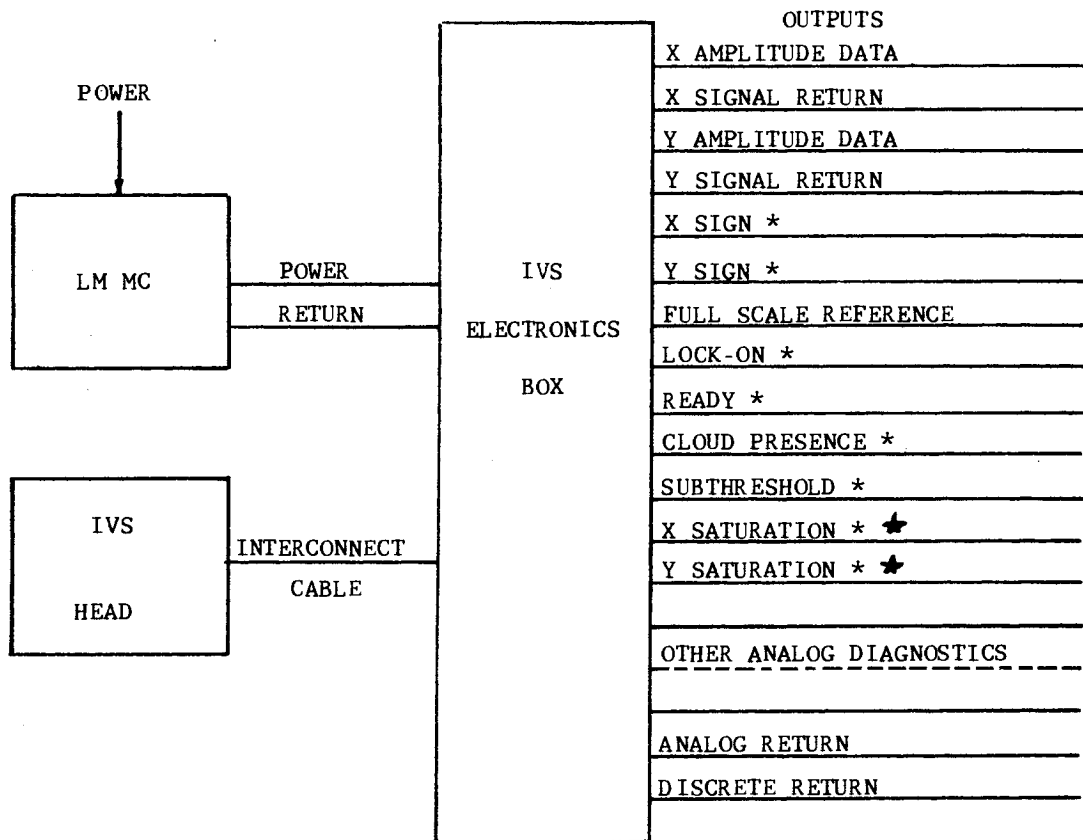 OUTPUTS
X AMPLITUDE DATA
X SIGNAL RETURN
Y AMPLITUDE DATA
Y SIGNAL RETURN
X SIGN *
Y SIGN *
FULL SCALE REFERENCE
LOCK-ON *
READY *
CLOUD PRESENCE *
SUBTHRESHOLD *
X SATURATION * ★
Y SATURATION * ★
OTHER ANALOG DIAGNOSTICS
ANALOG RETURN
DISCRETE RETURN
POWER
LM MC
POWER
RETURN
IVS
ELECTRONICS
BOX
IVS
HEAD
INTERCONNECT
CABLE